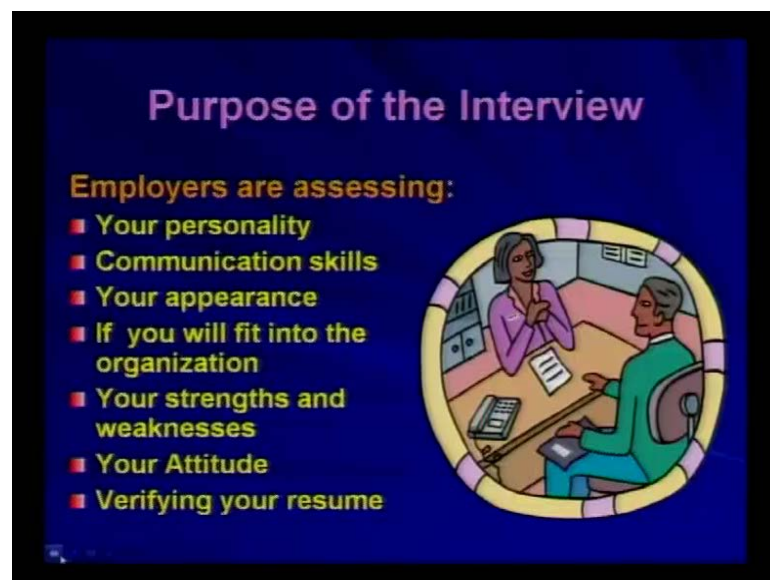 Purpose of the Interview
Employers are assessing:
Your personality
Communication skills
Your appearance
If you will fit into the
organization
Your strengths and
weaknesses
Your Attitude
Verifying your resume